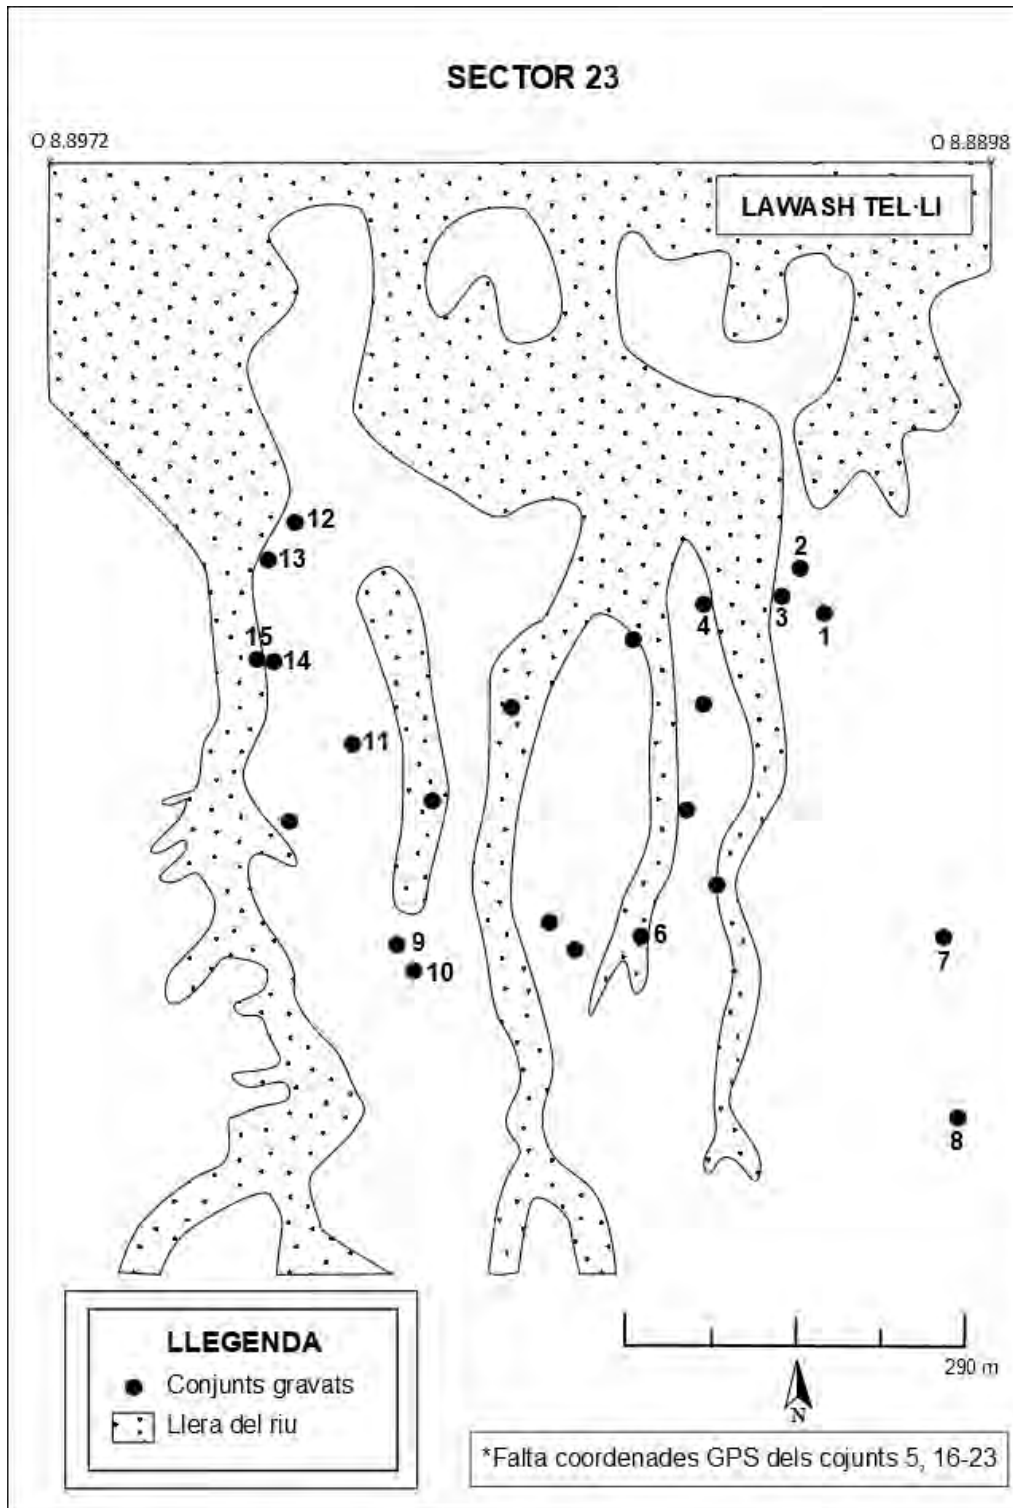 SECTOR 23
O 8.8972
O 8.8898
LAWASH TEL·LI
12
13
2
3
4
1
15
14
11
9
10
6
7
8
LLEGENDA
Conjunts gravats
Llera del riu
290 m
N
*Falta coordenades GPS dels cojunts 5, 16-23